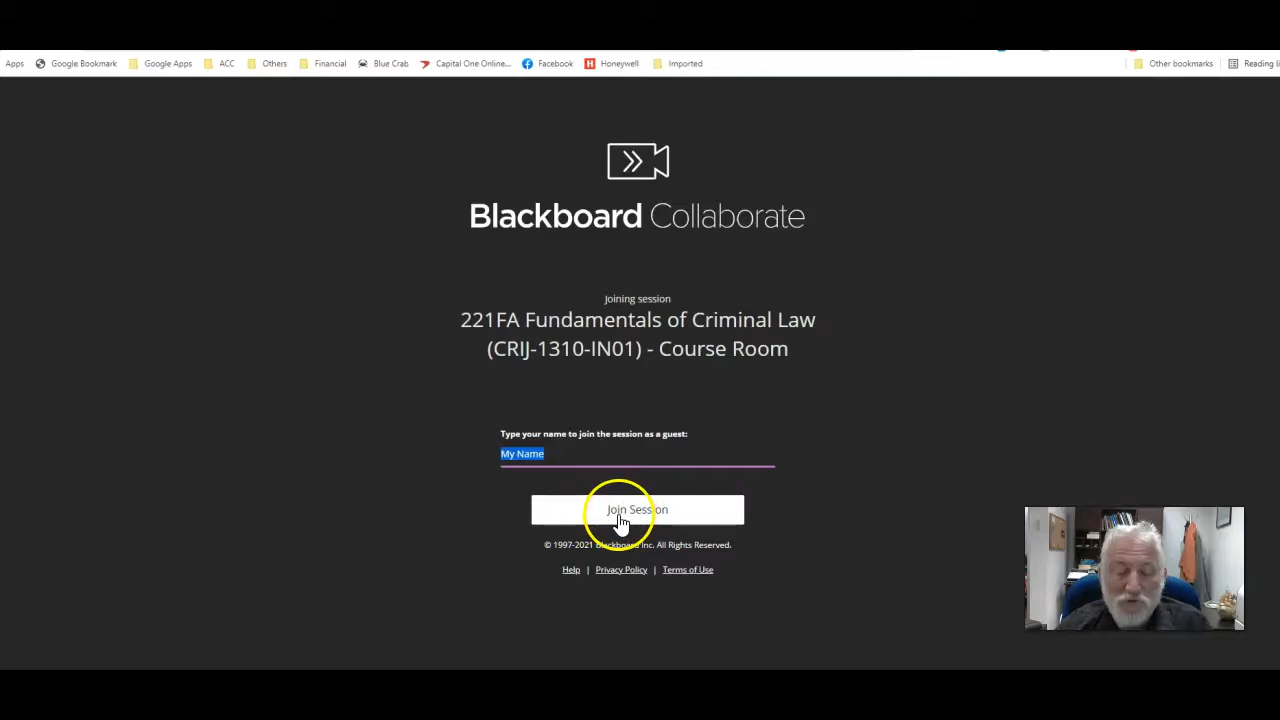 Apps Google Bookmark Google Apps ACC Others Financial Blue Crab Capital One Online... Facebook H Honeywell Imported Other bookmarks Reading li
Blackboard Collaborate
Joining session
221FA Fundamentals of Criminal Law
(CRIJ-1310-IN01) - Course Room
Type your name to join the session as a guest:
My Name
Join Session
© 1997-2021 Blackboard Inc. All Rights Reserved.
Help | Privacy Policy | Terms of Use